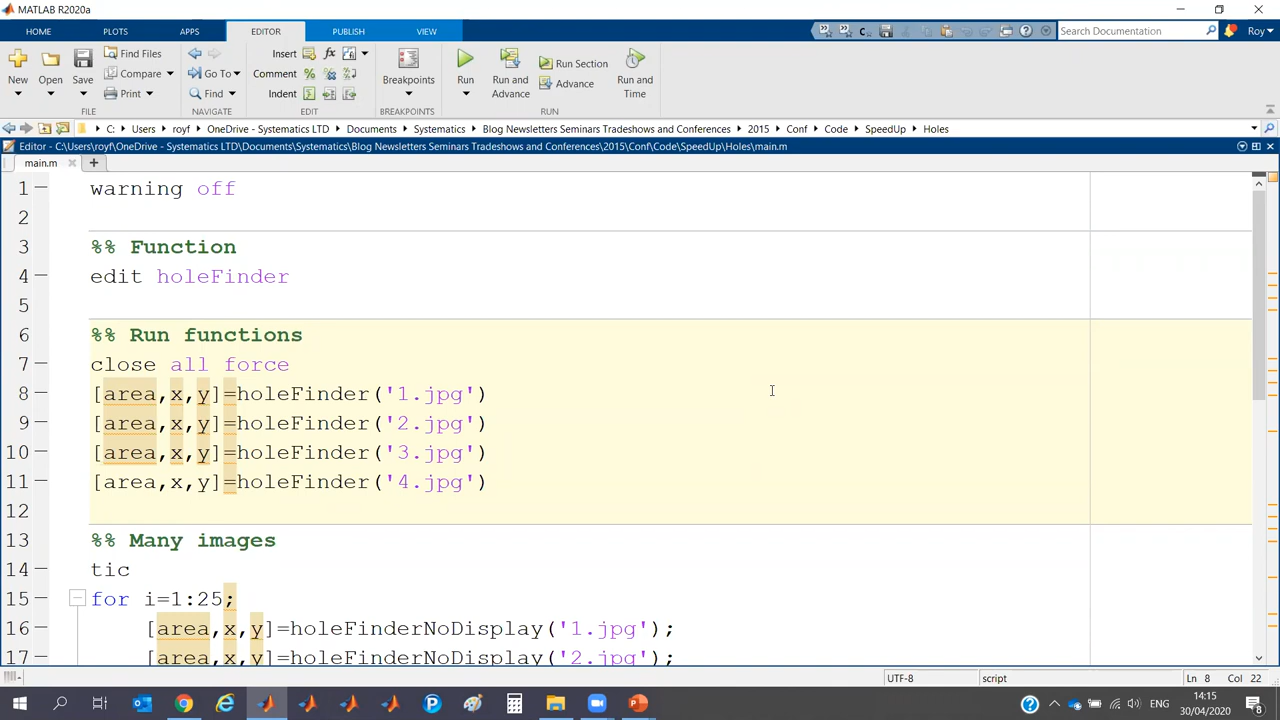 MATLAB R2020a
HOME PLOTS APPS EDITOR PUBLISH VIEW
Search Documentation
Roy
New
Open
Save
Find Files
Compare
Print
FILE
Go To
Find
NAVIGATE
Insert
Comment
Indent
EDIT
Breakpoints
BREAKPOINTS
Run
Run and Advance
Run Section
Advance
Run and Time
RUN
C: Users royf OneDrive - Systematics LTD Documents Systematics Blog Newsletters Seminars Tradeshows and Conferences 2015 Conf Code SpeedUp Holes
Editor - C:\Users\royf\OneDrive - Systematics LTD\Documents\Systematics\Blog Newsletters Seminars Tradeshows and Conferences\2015\Conf\Code\SpeedUp\Holes\main.m
main.m
1 warning off
2
3 %% Function
4 edit holeFinder
5
6 %% Run functions
7 close all force
8 [area,x,y]=holeFinder('1.jpg')
9 [area,x,y]=holeFinder('2.jpg')
10 [area,x,y]=holeFinder('3.jpg')
11 [area,x,y]=holeFinder('4.jpg')
12
13 %% Many images
14 tic
15 for i=1:25;
16 [area,x,y]=holeFinderNoDisplay('1.jpg');
17 [area,x,y]=holeFinderNoDisplay('2.jpg');
UTF-8 script Ln 8 Col 22
ENG
14:15
30/04/2020
8